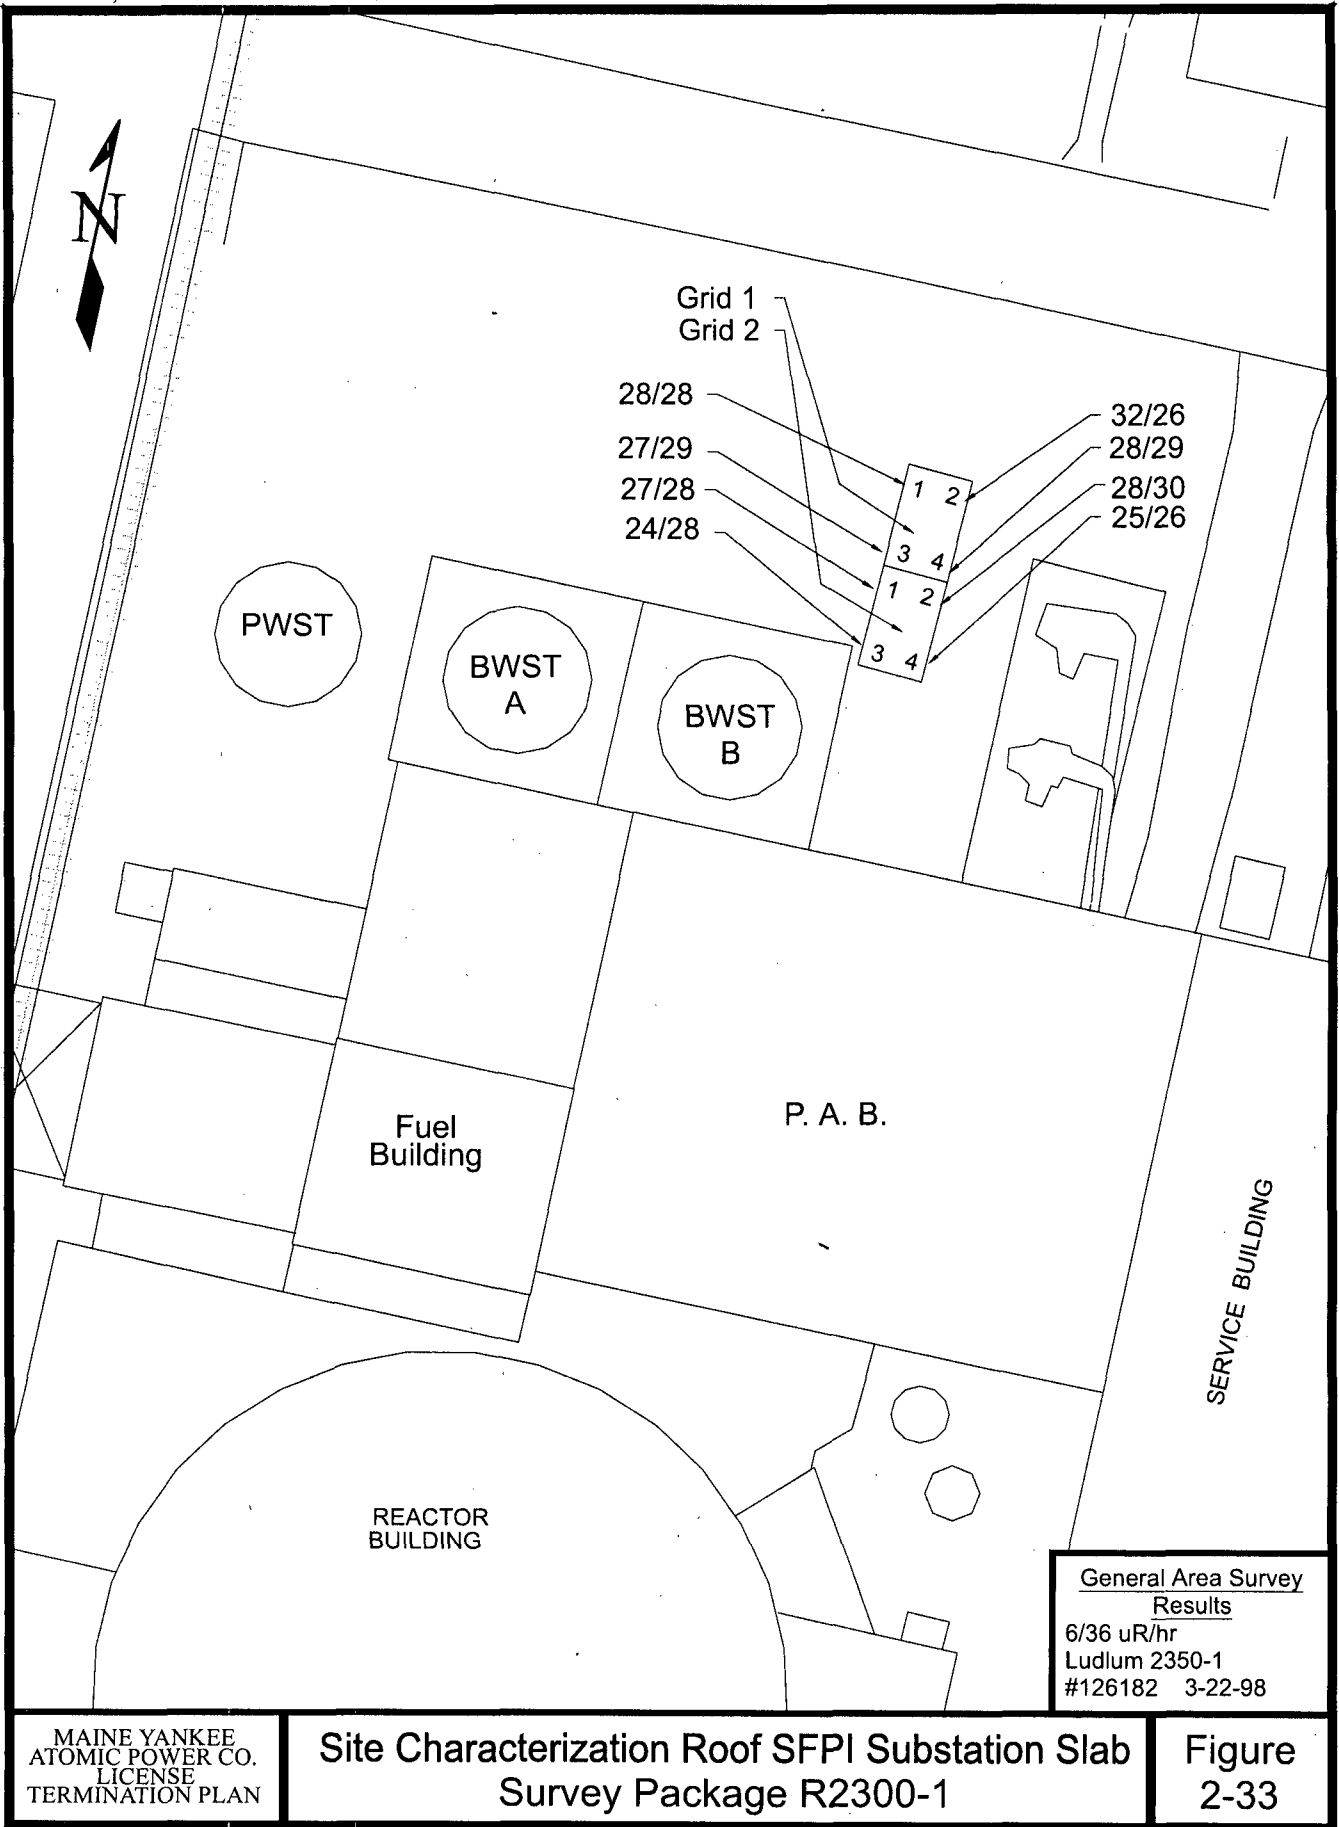 N
Grid 1
Grid 2
28/28
27/29
27/28
24/28
32/26
28/29
28/30
25/26
1 2
3 4
1 2
3 4
PWST
BWST
A
BWST
B
Fuel
Building
P. A. B.
SERVICE BUILDING
REACTOR
BUILDING
General Area Survey
Results
6/36 uR/hr
Ludlum 2350-1
#126182 3-22-98
MAINE YANKEE
ATOMIC POWER CO.
LICENSE
TERMINATION PLAN
Site Characterization Roof SFPI Substation Slab
Survey Package R2300-1
Figure
2-33